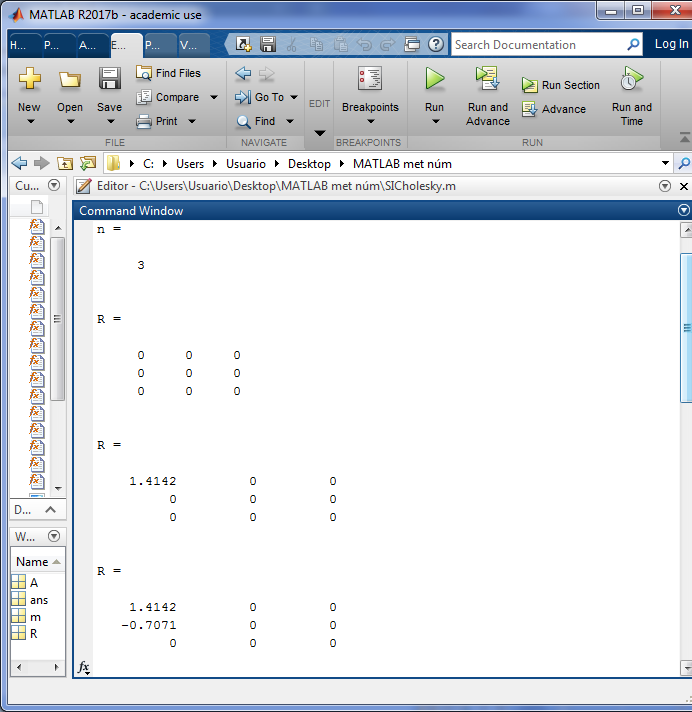 MATLAB R2017b - academic use
H... P... A... E... P... V...
Search Documentation
Log In
New
Open
Save
Find Files
Compare
Print
FILE
Go To
Find
NAVIGATE
EDIT
Breakpoints
BREAKPOINTS
Run
Run and Advance
Run Section
Advance
Run and Time
RUN
C: Users Usuario Desktop MATLAB met núm
Cu...
Editor - C:\Users\Usuario\Desktop\MATLAB met núm\SICholesky.m
Command Window
n =
3
R =
0 0 0
0 0 0
0 0 0
R =
1.4142 0 0
0 0 0
0 0 0
R =
1.4142 0 0
-0.7071 0 0
0 0 0
fx
D...
W...
Name
A
ans
m
R